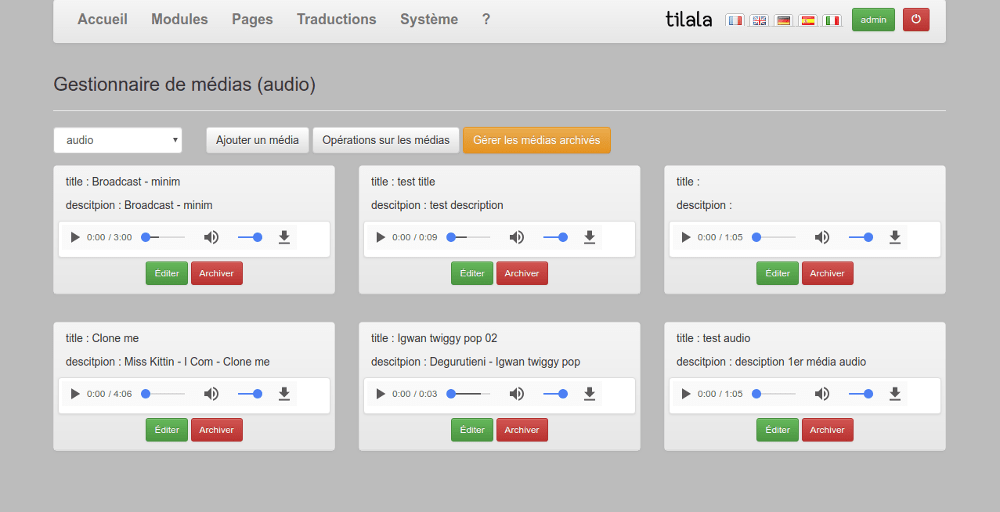 Accueil Modules Pages Traductions Système ? tilala admin
Gestionnaire de médias (audio)
audio Ajouter un média Opérations sur les médias Gérer les médias archivés
title : Broadcast - minim
descitpion : Broadcast - minim
0:00 / 3:00
Éditer Archiver
title : test title
descitpion : test description
0:00 / 0:09
Éditer Archiver
title :
descitpion :
0:00 / 1:05
Éditer Archiver
title : Clone me
descitpion : Miss Kittin - I Com - Clone me
0:00 / 4:06
Éditer Archiver
title : Igwan twiggy pop 02
descitpion : Degurutieni - Igwan twiggy pop
0:00 / 0:03
Éditer Archiver
title : test audio
descitpion : desciption 1er média audio
0:00 / 1:05
Éditer Archiver